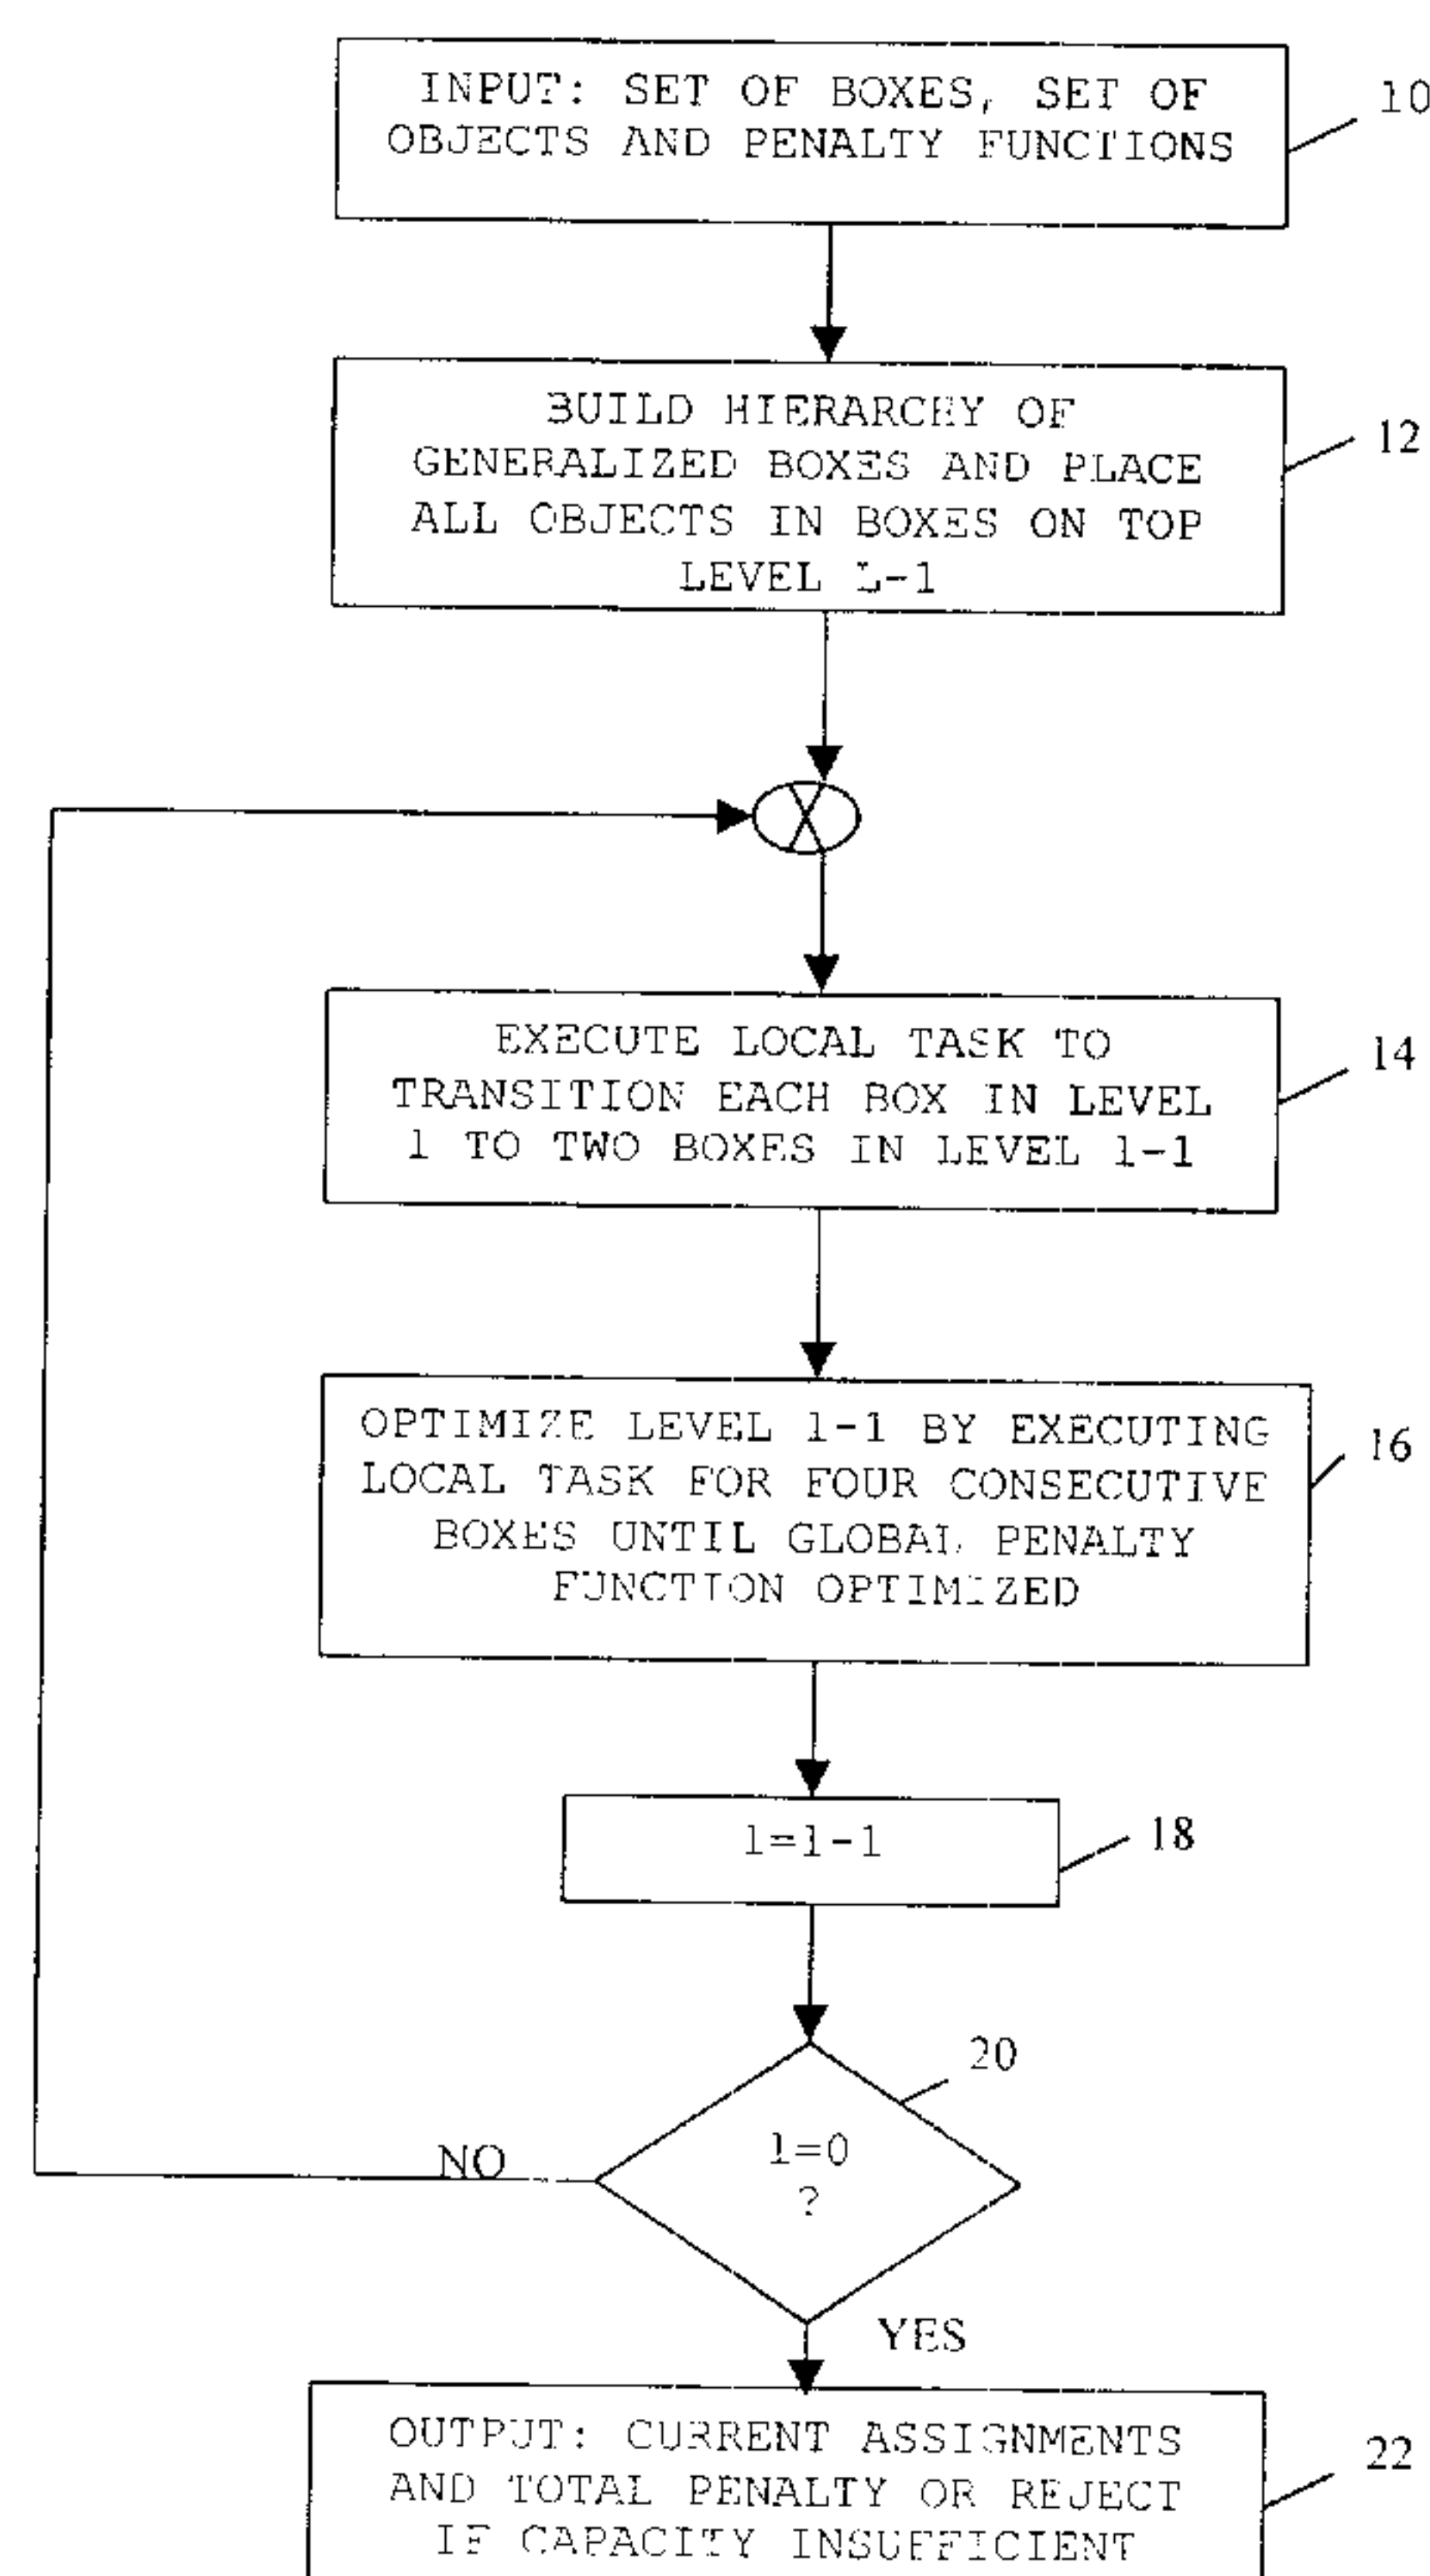 INPUT: SET OF BOXES, SET OF
OBJECTS AND PENALTY FUNCTIONS
10
BUILD HIERARCHY OF
GENERALIZED BOXES AND PLACE
ALL OBJECTS IN BOXES ON TOP
LEVEL L-1
12
EXECUTE LOCAL TASK TO
TRANSITION EACH BOX IN LEVEL
l TO TWO BOXES IN LEVEL l-1
14
OPTIMIZE LEVEL l-1 BY EXECUTING
LOCAL TASK FOR FOUR CONSECUTIVE
BOXES UNTIL GLOBAL PENALTY
FUNCTION OPTIMIZED
16
l=l-1
18
20
l=0
?
NO
YES
OUTPUT: CURRENT ASSIGNMENTS
AND TOTAL PENALTY OR REJECT
IF CAPACITY INSUFFICIENT
22